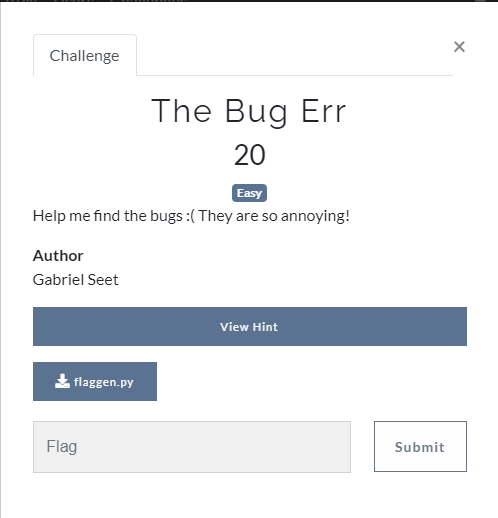 Challenge
×
The Bug Err
20
Easy
Help me find the bugs :( They are so annoying!
Author
Gabriel Seet
View Hint
flaggen.py
Flag
Submit